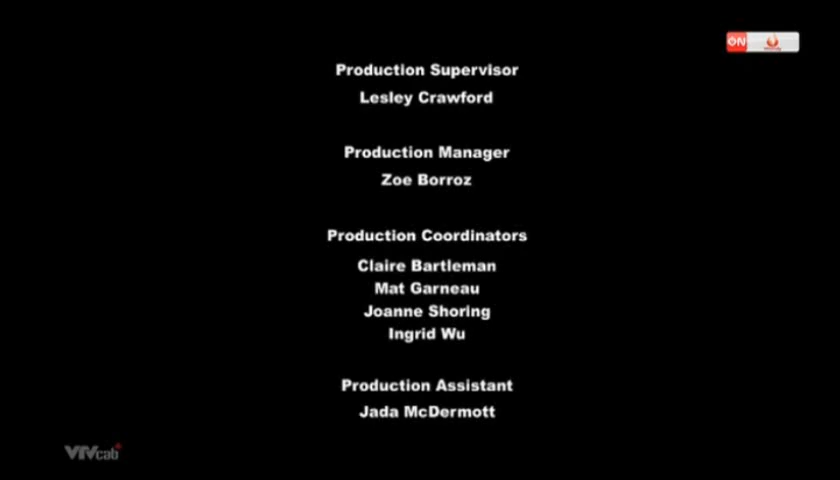 ON
Production Supervisor
Lesley Crawford
Production Manager
Zoe Borroz
Production Coordinators
Claire Bartleman
Mat Garneau
Joanne Shoring
Ingrid Wu
Production Assistant
Jada McDermott
VTVcab